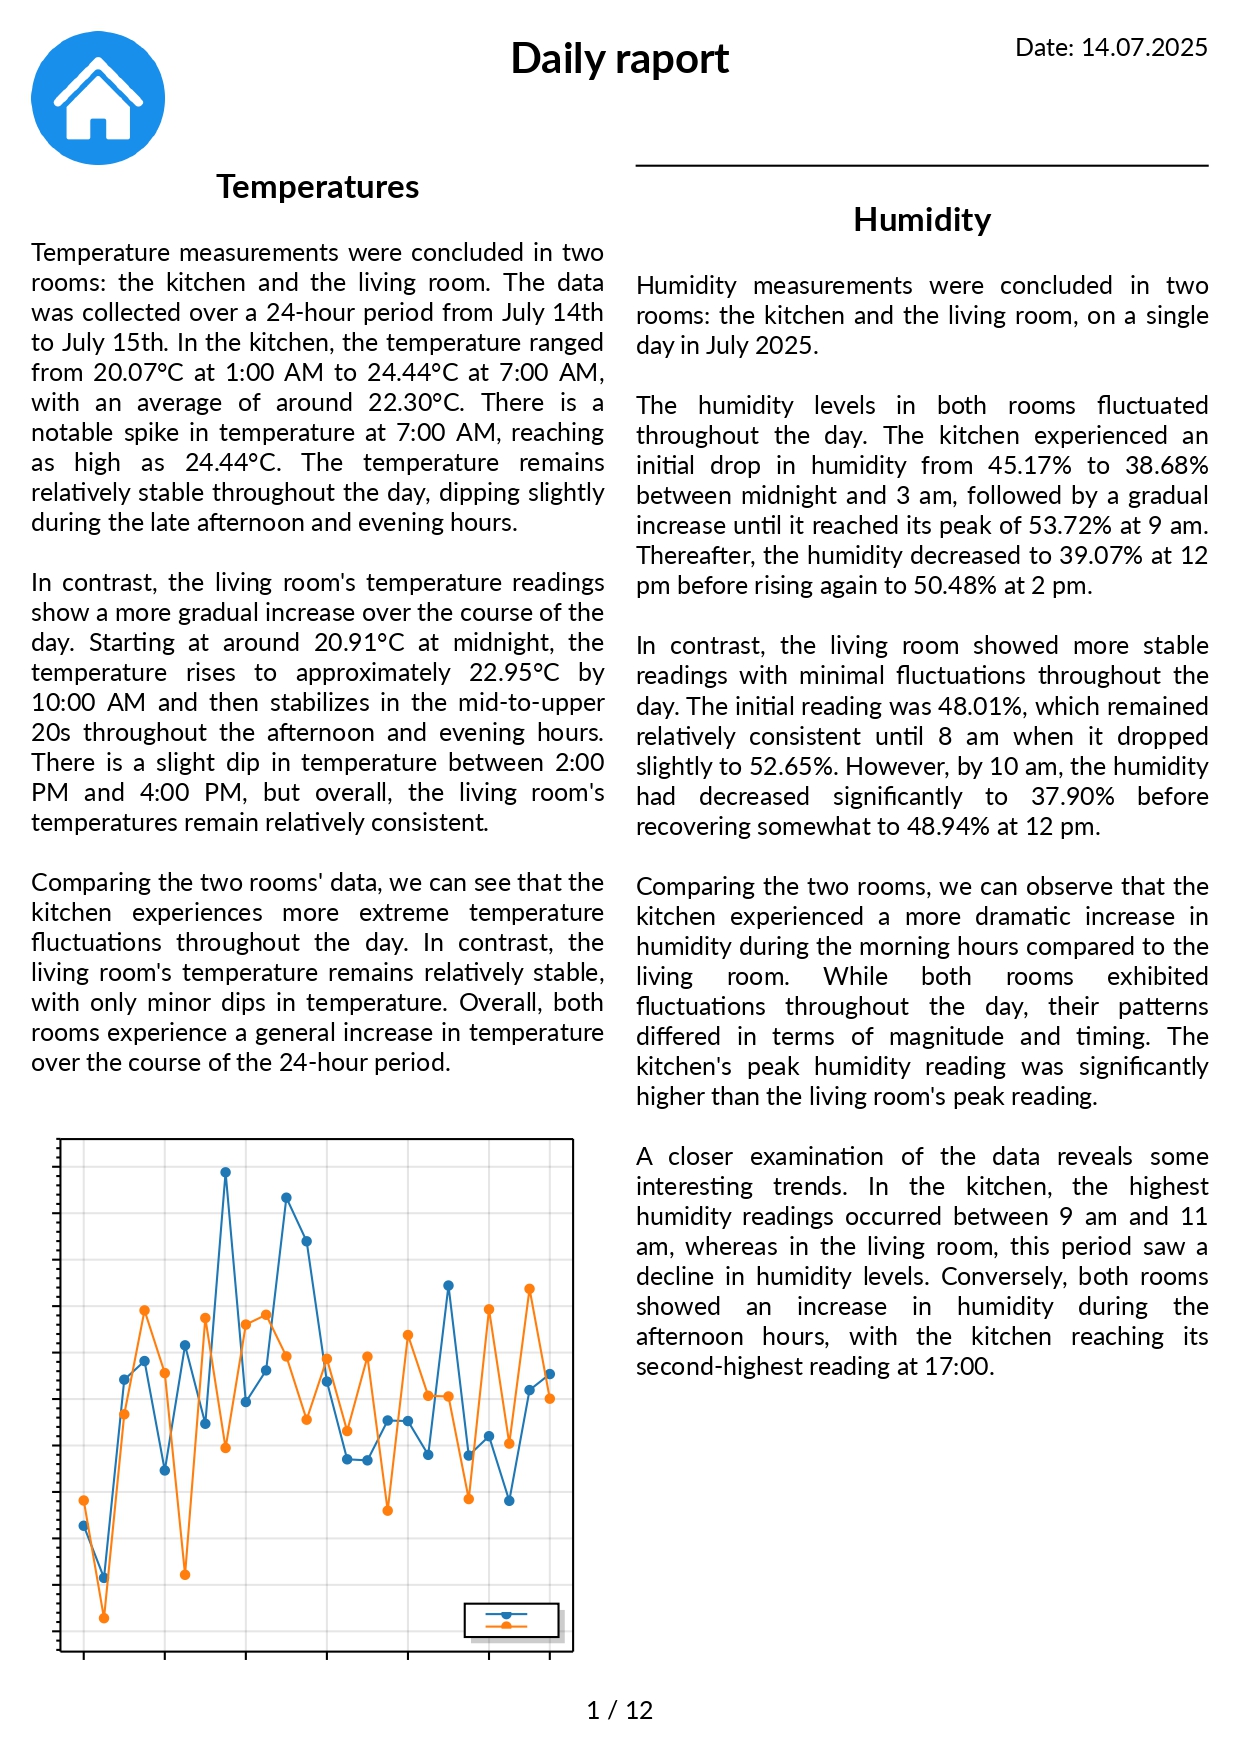 Daily raport
Date: 14.07.2025
Temperatures
Temperature measurements were concluded in two
rooms: the kitchen and the living room. The data
was collected over a 24-hour period from July 14th
to July 15th. In the kitchen, the temperature ranged
from 20.07°C at 1:00 AM to 24.44°C at 7:00 AM,
with an average of around 22.30°C. There is a
notable spike in temperature at 7:00 AM, reaching
as high as 24.44°C. The temperature remains
relatively stable throughout the day, dipping slightly
during the late afternoon and evening hours.
In contrast, the living room's temperature readings
show a more gradual increase over the course of the
day. Starting at around 20.91°C at midnight, the
temperature rises to approximately 22.95°C by
10:00 AM and then stabilizes in the mid-to-upper
20s throughout the afternoon and evening hours.
There is a slight dip in temperature between 2:00
PM and 4:00 PM, but overall, the living room's
temperatures remain relatively consistent.
Comparing the two rooms' data, we can see that the
kitchen experiences more extreme temperature
fluctuations throughout the day. In contrast, the
living room's temperature remains relatively stable,
with only minor dips in temperature. Overall, both
rooms experience a general increase in temperature
over the course of the 24-hour period.
Humidity
Humidity measurements were concluded in two
rooms: the kitchen and the living room, on a single
day in July 2025.
The humidity levels in both rooms fluctuated
throughout the day. The kitchen experienced an
initial drop in humidity from 45.17% to 38.68%
between midnight and 3 am, followed by a gradual
increase until it reached its peak of 53.72% at 9 am.
Thereafter, the humidity decreased to 39.07% at 12
pm before rising again to 50.48% at 2 pm.
In contrast, the living room showed more stable
readings with minimal fluctuations throughout the
day. The initial reading was 48.01%, which remained
relatively consistent until 8 am when it dropped
slightly to 52.65%. However, by 10 am, the humidity
had decreased significantly to 37.90% before
recovering somewhat to 48.94% at 12 pm.
Comparing the two rooms, we can observe that the
kitchen experienced a more dramatic increase in
humidity during the morning hours compared to the
living room. While both rooms exhibited
fluctuations throughout the day, their patterns
differed in terms of magnitude and timing. The
kitchen's peak humidity reading was significantly
higher than the living room's peak reading.
A closer examination of the data reveals some
interesting trends. In the kitchen, the highest
humidity readings occurred between 9 am and 11
am, whereas in the living room, this period saw a
decline in humidity levels. Conversely, both rooms
showed an increase in humidity during the
afternoon hours, with the kitchen reaching its
second-highest reading at 17:00.
1 / 12